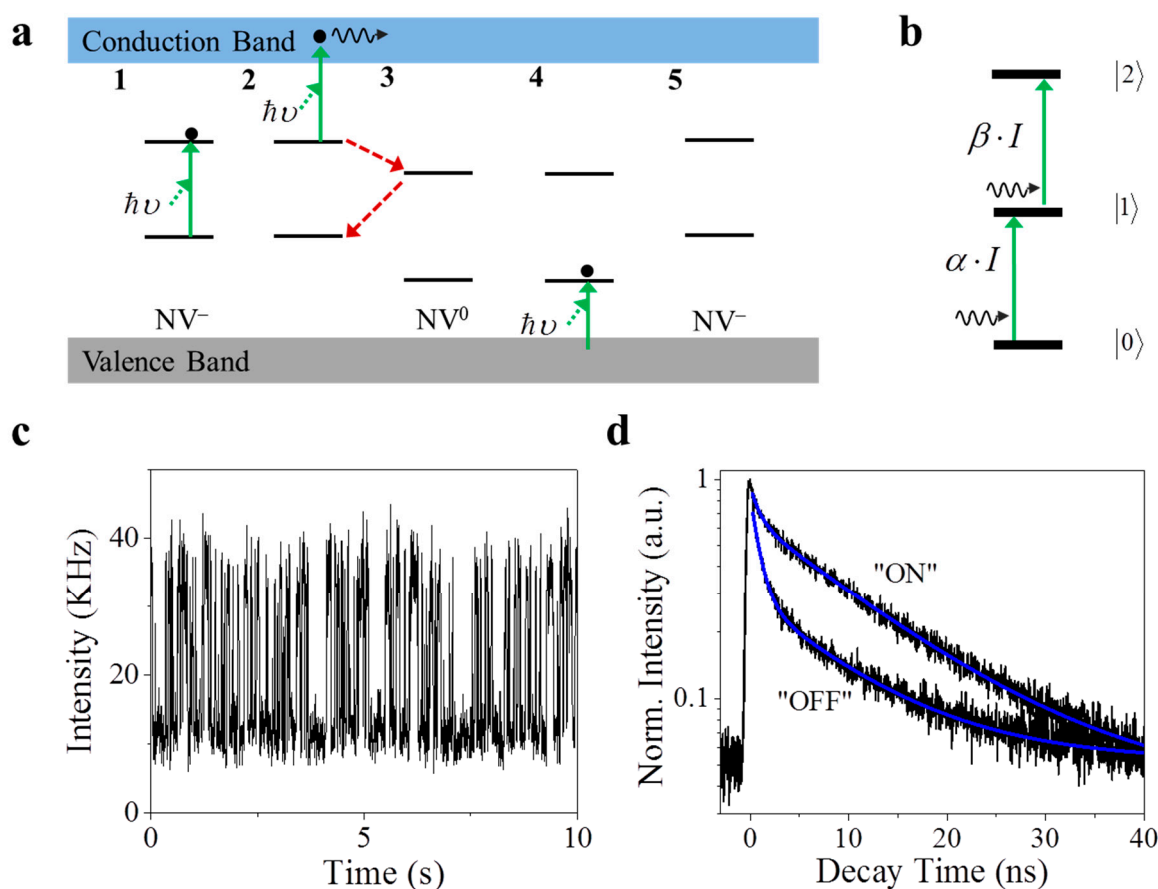 a
Conduction Band
1 2 3 4 5
ħυ
ħυ
ħυ
NV⁻ NV⁰ NV⁻
Valence Band
b
|2⟩
β·I
|1⟩
α·I
|0⟩
c
Intensity (KHz)
40
20
0
0 5 10
Time (s)
d
Norm. Intensity (a.u.)
1
0.1
"ON"
"OFF"
0 10 20 30 40
Decay Time (ns)